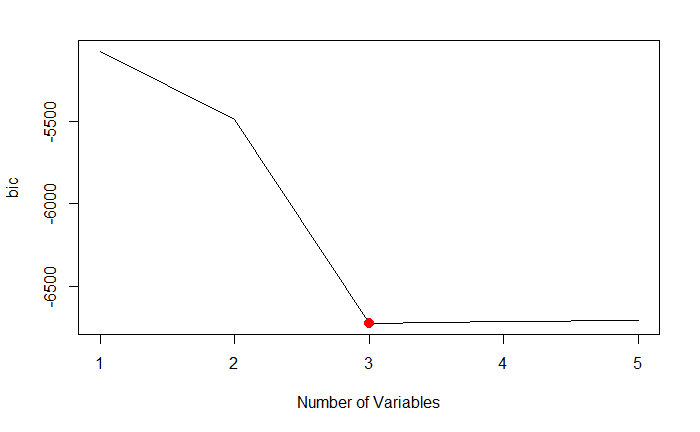 bic
-5500
-6000
-6500
1 2 3 4 5
Number of Variables